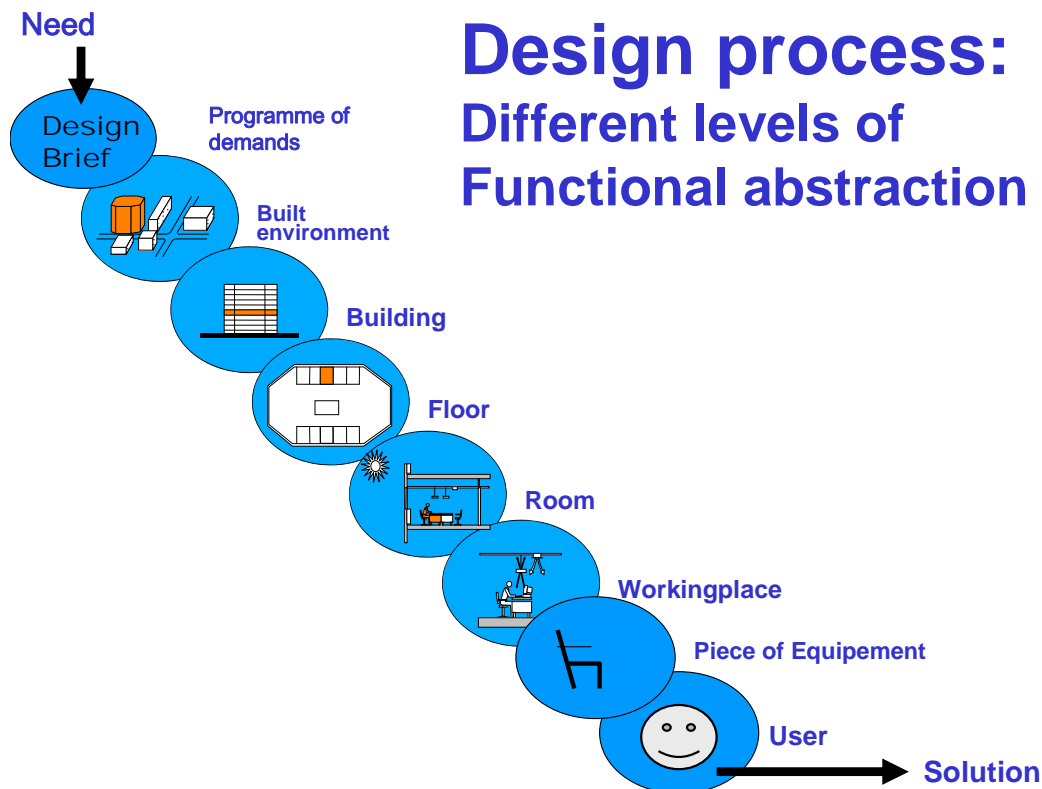 Need
Design process:
Different levels of
Functional abstraction
Design
Brief
Programme of
demands
Built
environment
Building
Floor
Room
Workingplace
Piece of Equipement
User
Solution